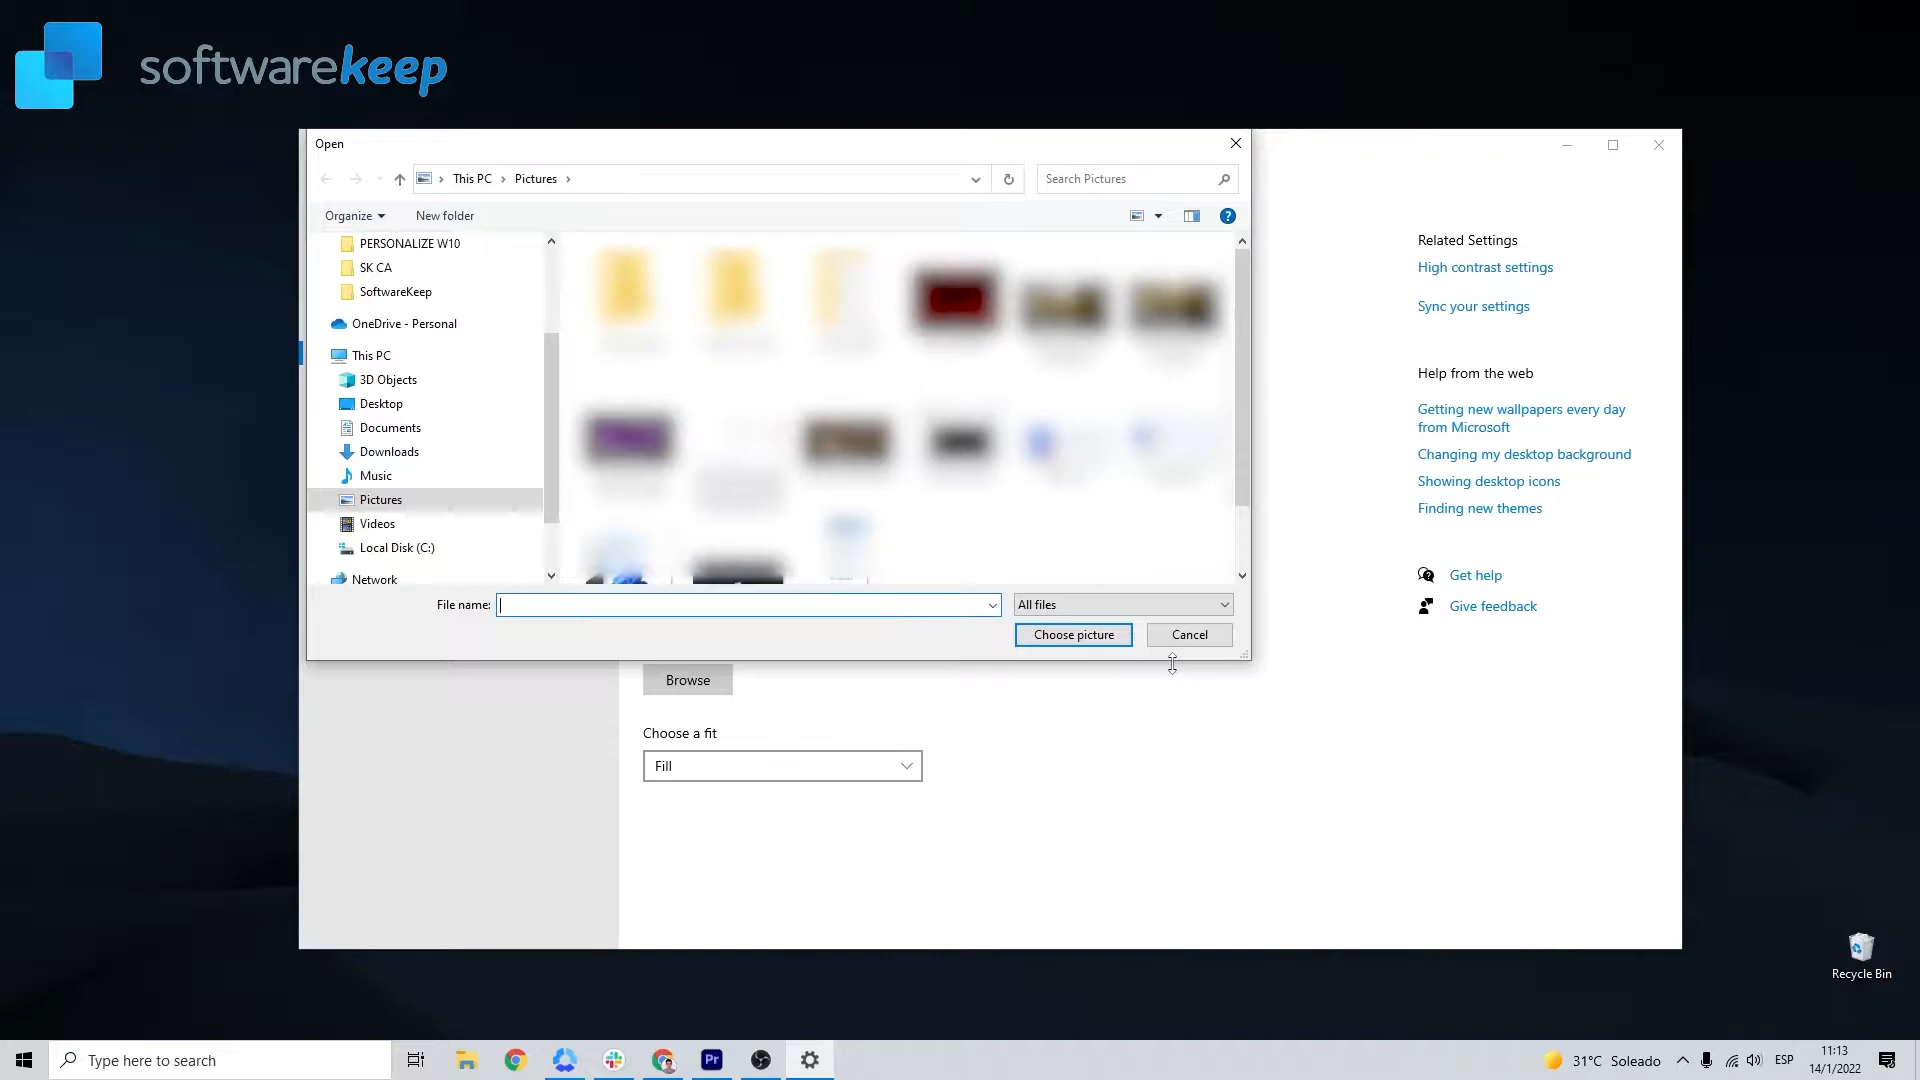 softwarekeep
Open
This PC
Pictures
Search Pictures
Organize
New folder
PERSONALIZE W10
SK CA
SoftwareKeep
OneDrive - Personal
This PC
3D Objects
Desktop
Documents
Downloads
Music
Pictures
Videos
Local Disk (C:)
Network
File name:
All files
Choose picture
Cancel
Browse
Choose a fit
Fill
Related Settings
High contrast settings
Sync your settings
Help from the web
Getting new wallpapers every day
from Microsoft
Changing my desktop background
Showing desktop icons
Finding new themes
Get help
Give feedback
Recycle Bin
Type here to search
Pr
31°C Soleado
ESP
11:13
14/1/2022